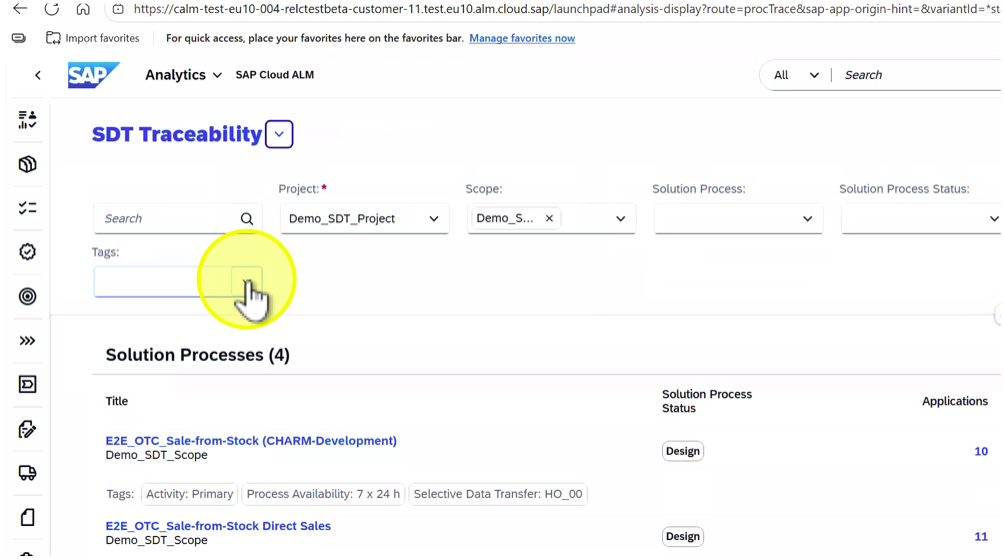 https://calm-test-eu10-004-relctestbeta-customer-11.test.eu10.alm.cloud.sap/launchpad#analysis-display?route=procTrace&sap-app-origin-hint=&variantId=*st
Import favorites For quick access, place your favorites here on the favorites bar. Manage favorites now
SAP Analytics SAP Cloud ALM All Search
SDT Traceability
Project:* Scope: Solution Process: Solution Process Status:
Search Demo_SDT_Project Demo_S...
Tags:
Solution Processes (4)
Title Solution Process Status Applications
E2E_OTC_Sale-from-Stock (CHARM-Development) Design 10
Demo_SDT_Scope
Tags: Activity: Primary Process Availability: 7 x 24 h Selective Data Transfer: HO_00
E2E_OTC_Sale-from-Stock Direct Sales Design 11
Demo_SDT_Scope